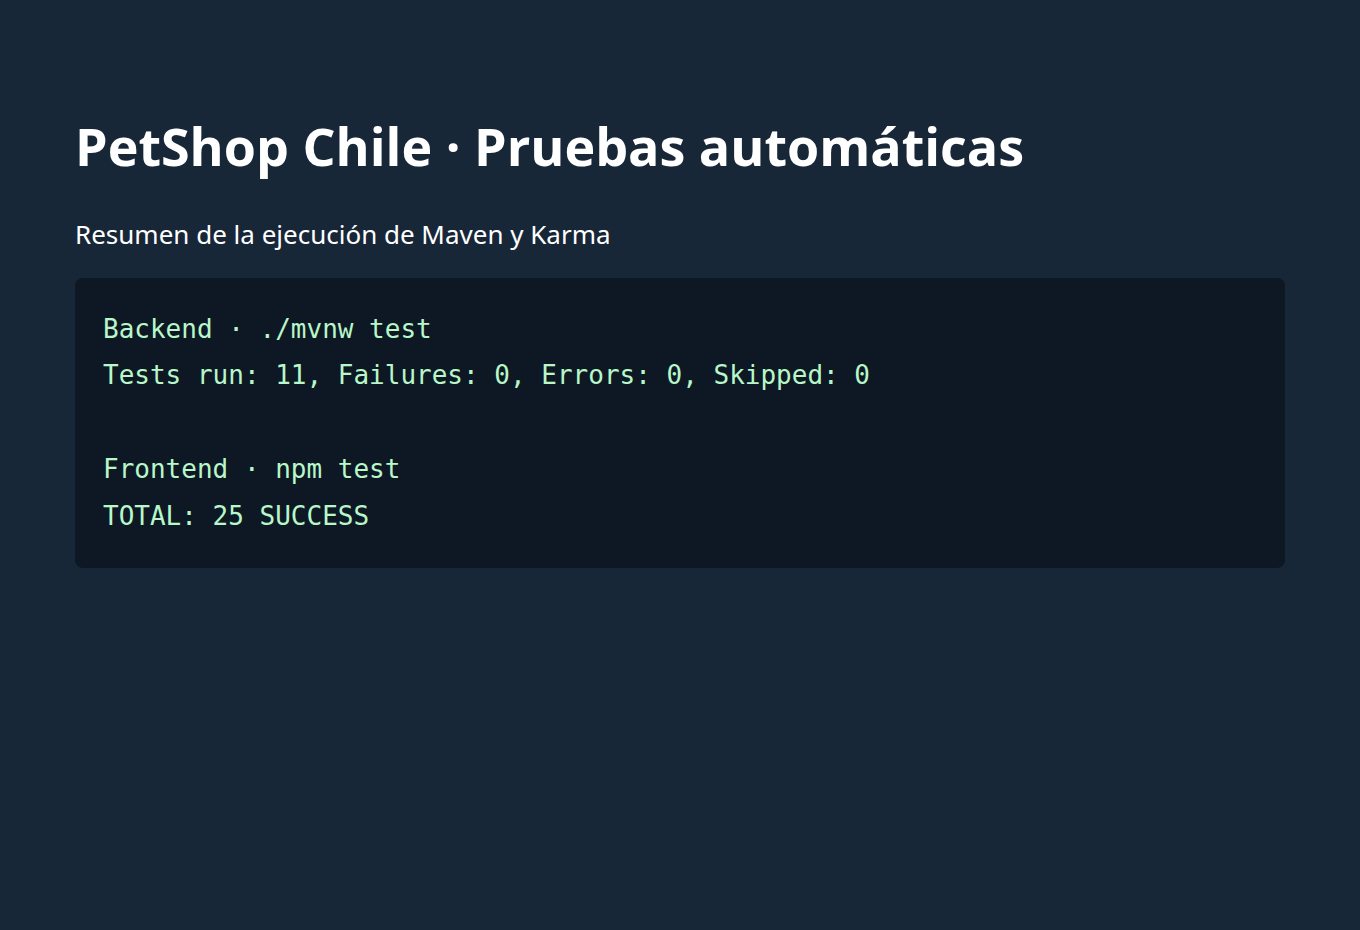 PetShop Chile · Pruebas automáticas
Resumen de la ejecución de Maven y Karma
Backend · ./mvnw test
Tests run: 11, Failures: 0, Errors: 0, Skipped: 0
Frontend · npm test
TOTAL: 25 SUCCESS